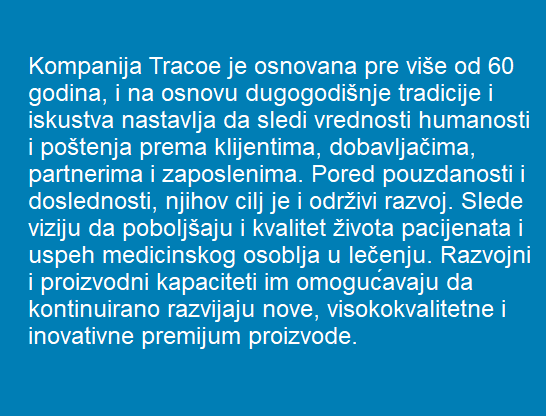 Kompanija Tracoe je osnovana pre više od 60
godina, i na osnovu dugogodišnje tradicije i
iskustva nastavlja da sledi vrednosti humanosti
i poštenja prema klijentima, dobavljačima,
partnerima i zaposlenima. Pored pouzdanosti i
doslednosti, njihov cilj je i održivi razvoj. Slede
viziju da poboljšaju i kvalitet života pacijenata i
uspeh medicinskog osoblja u lečenju. Razvojni
i proizvodni kapaciteti im omogućavaju da
kontinuirano razvijaju nove, visokokvalitetne i
inovativne premijum proizvode.